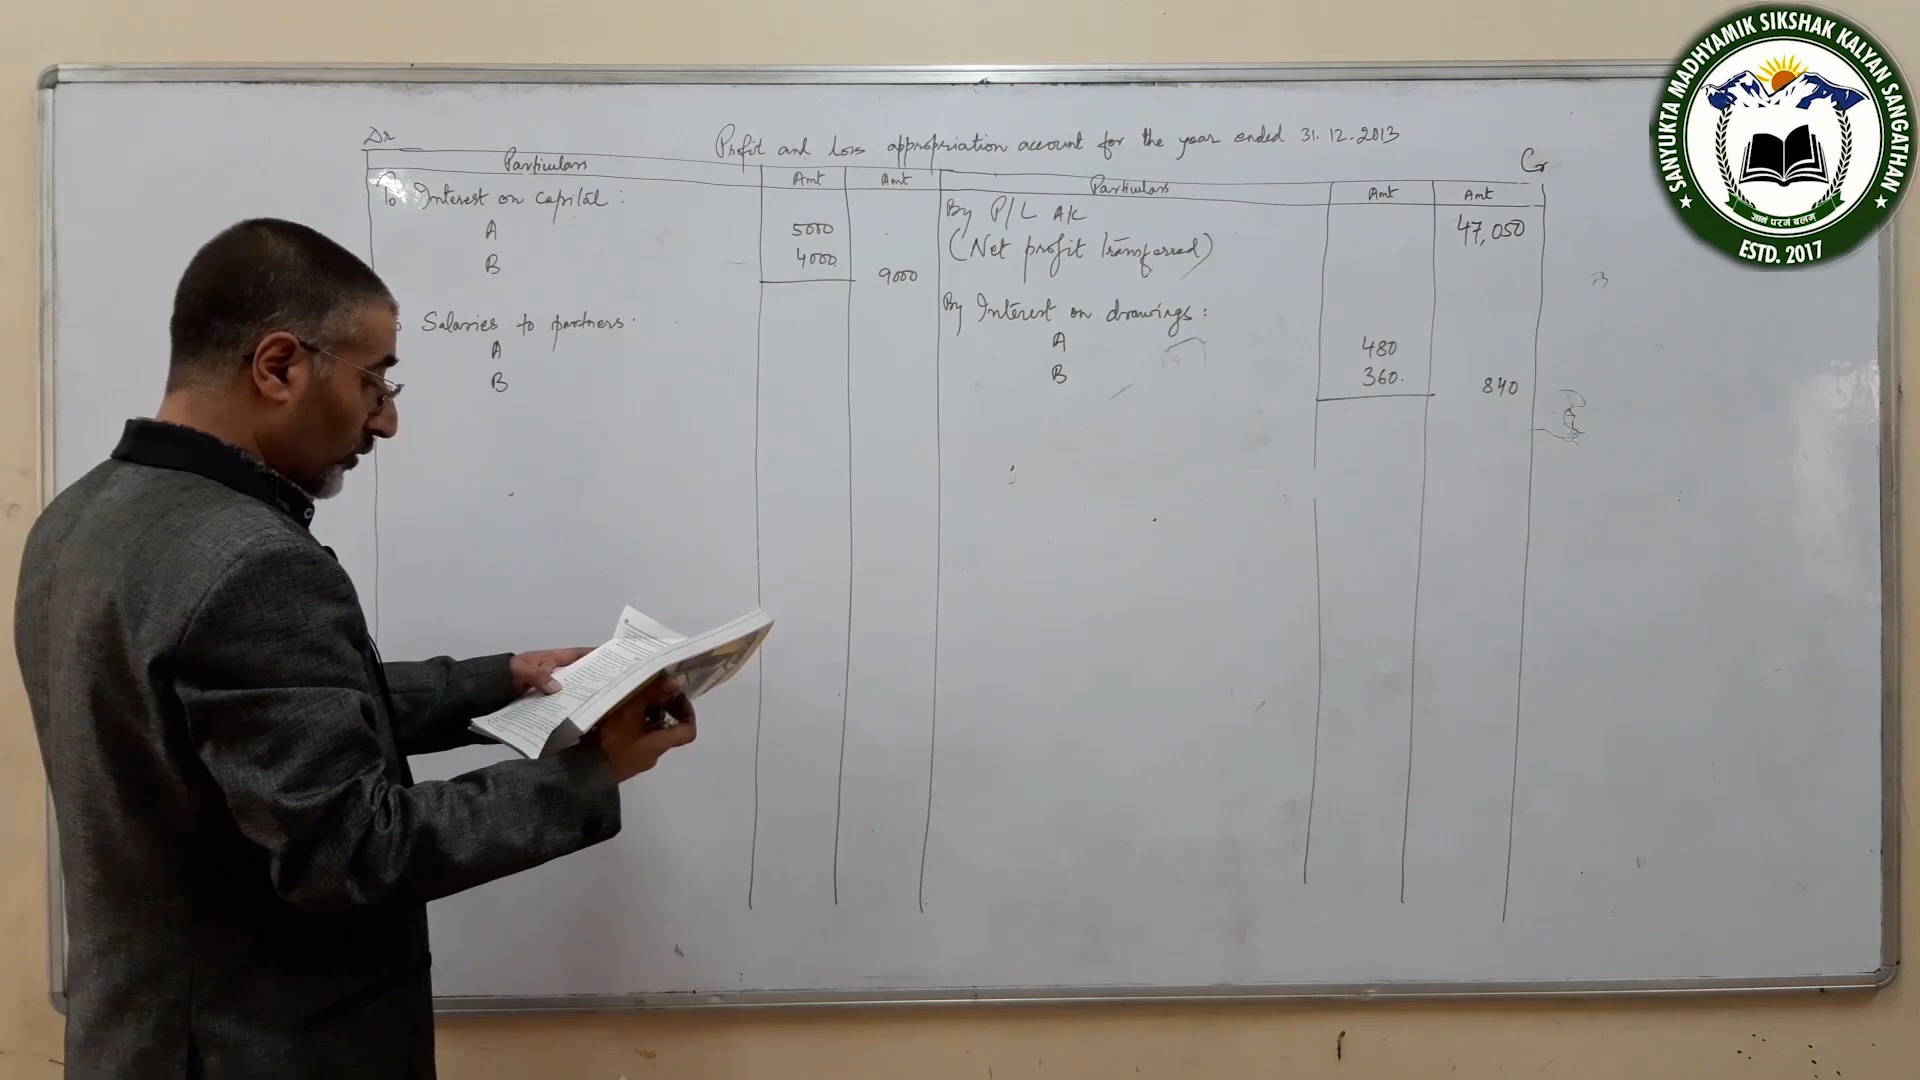 Dr
Profit and Loss appropriation account for the year ended 31.12.2013
Cr
Particulars Amt Amt Particulars Amt Amt
To Interest on capital :
A 5000
B 4000 9000
Salaries to partners.
A
B
By P/L A/c 47,050
(Net profit transferred)
By Interest on drawings :
A 480
B 360. 840
SANYUKTA MADHYAMIK SIKSHAK KALYAN SANGATHAN
ज्ञानं परमं बलम्
ESTD. 2017